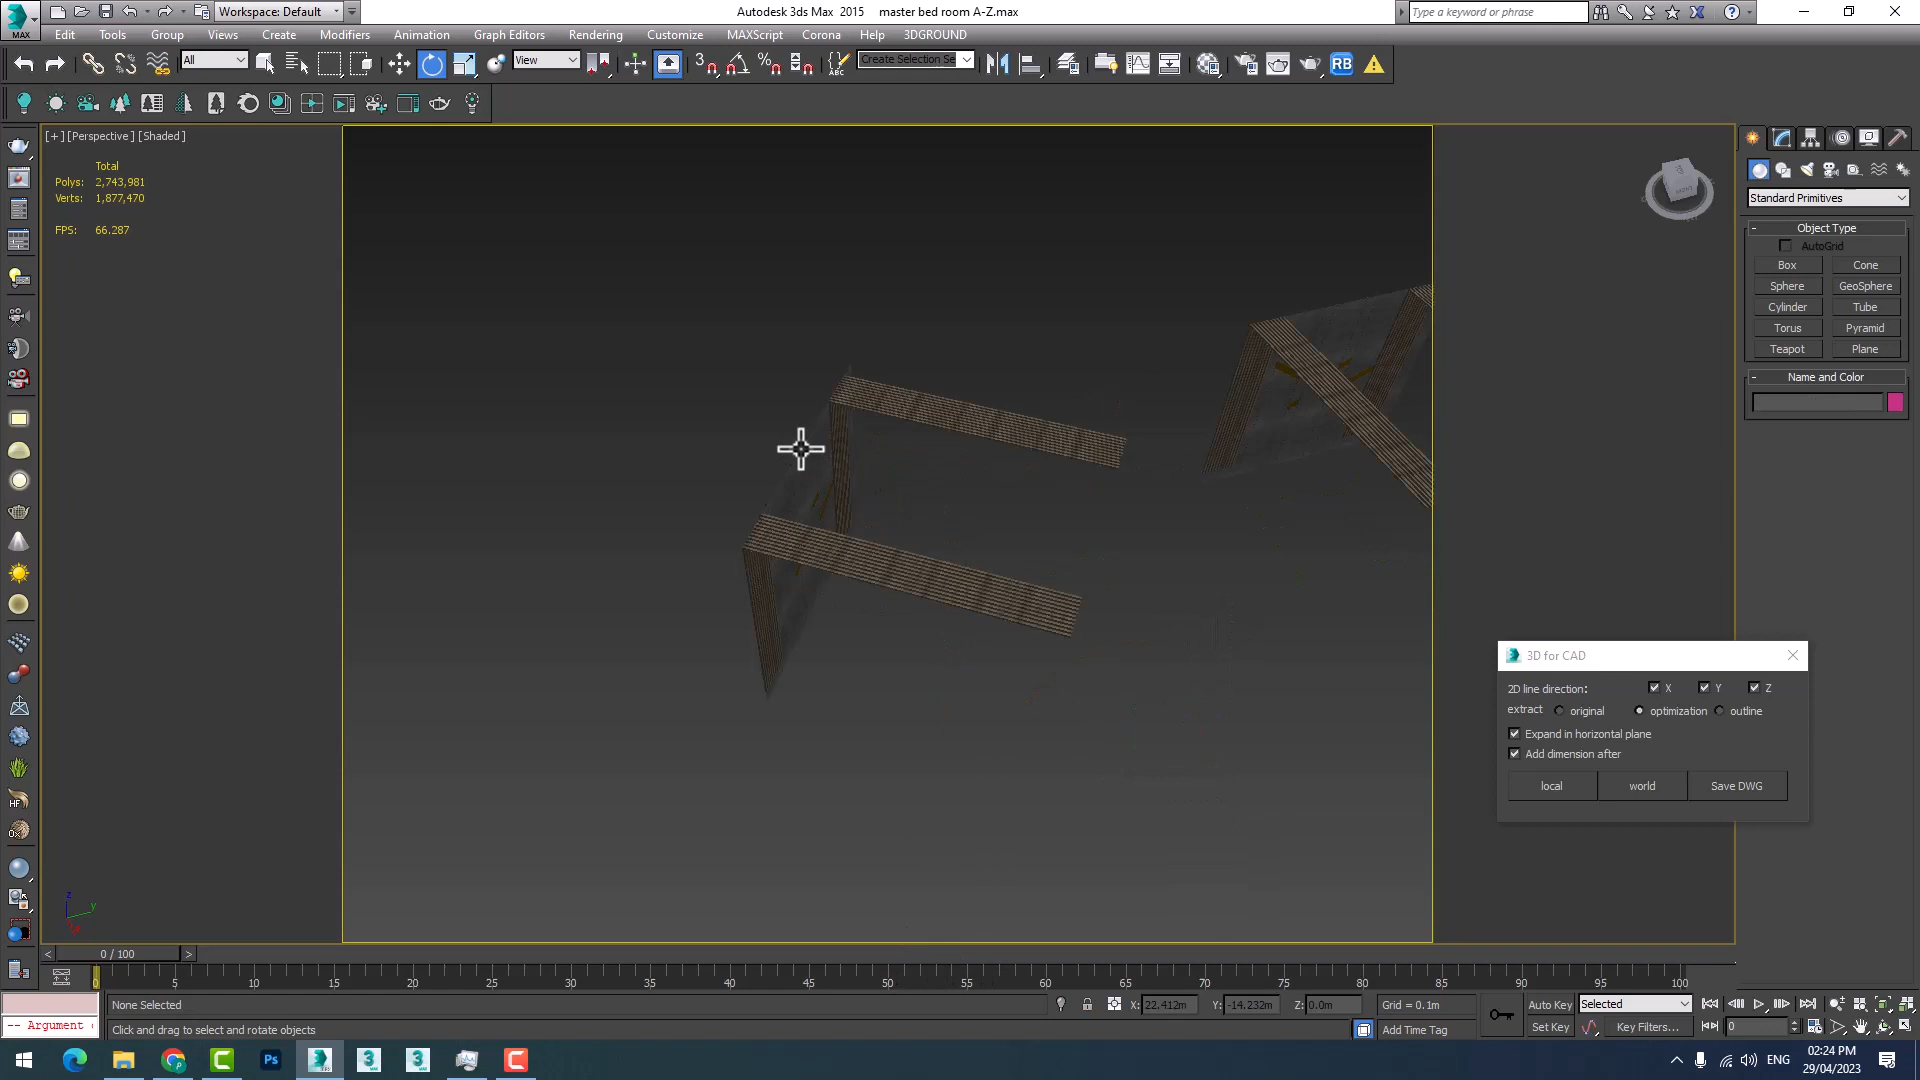 Workspace: Default
Autodesk 3ds Max 2015    master bed room A-Z.max
Type a keyword or phrase
MAX
Edit Tools Group Views Create Modifiers Animation Graph Editors Rendering Customize MAXScript Corona Help 3DGROUND
All
View
3
ABC
Create Selection Se
RB
[+] [Perspective] [Shaded]
Total
Polys: 2,743,981
Verts: 1,877,470
FPS: 66.287
Standard Primitives
- Object Type
AutoGrid
Box Cone
Sphere GeoSphere
Cylinder Tube
Torus Pyramid
Teapot Plane
- Name and Color
3D for CAD
2D line direction: X Y Z
extract original optimization outline
Expand in horizontal plane
Add dimension after
local world Save DWG
HF
z
y
< 0 / 100 >
0 5 10 15 20 25 30 35 40 45 50 55 60 65 70 75 80 85 90 95 100
None Selected
X: 22.412m Y: -14.232m Z: 0.0m Grid = 0.1m
Auto Key Selected
-- Argument
Click and drag to select and rotate objects
Add Time Tag
Set Key Key Filters... 0
Ps
ENG
02:24 PM
29/04/2023